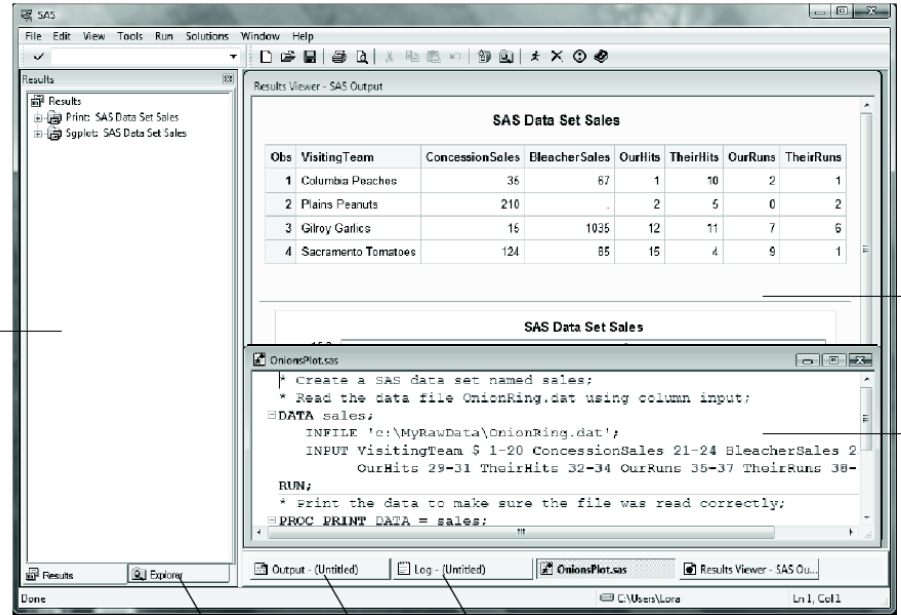 SAS
File Edit View Tools Run Solutions Window Help
Results
Results
Print: SAS Data Set Sales
Sgplot: SAS Data Set Sales
Results Viewer - SAS Output
SAS Data Set Sales
Obs VisitingTeam ConcessionSales BleacherSales OurHits TheirHits OurRuns TheirRuns
1 Columbia Peaches 35 67 1 10 2 1
2 Plains Peanuts 210 . 2 5 0 2
3 Gilroy Garlics 15 1035 12 11 7 6
4 Sacramento Tomatoes 124 85 15 4 9 1
SAS Data Set Sales
OnionsPlot.sas
* Create a SAS data set named sales;
* Read the data file OnionRing.dat using column input;
DATA sales;
INFILE 'c:\MyRawData\OnionRing.dat';
INPUT VisitingTeam $ 1-20 ConcessionSales 21-24 BleacherSales 2
OurHits 29-31 TheirHits 32-34 OurRuns 35-37 TheirRuns 38-
RUN;
* Print the data to make sure the file was read correctly;
PROC PRINT DATA = sales;
Results Explorer
Output - (Untitled) Log - (Untitled) OnionsPlot.sas Results Viewer - SAS Ou...
Done C:\Users\Lora Ln 1, Col 1